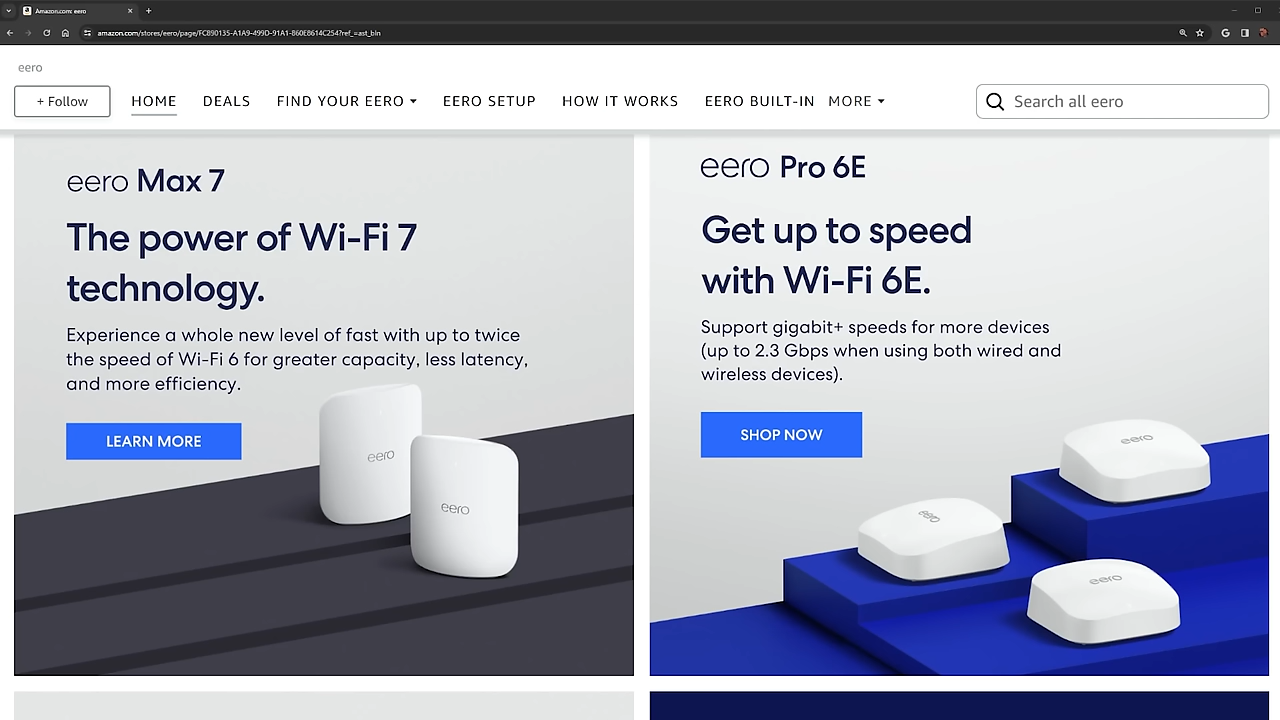 Amazon.com: eero
amazon.com/stores/eero/page/FC890135-A1A9-499D-91A1-860E8614C254?ref_=ast_bln
eero
+ Follow
HOME
DEALS
FIND YOUR EERO
EERO SETUP
HOW IT WORKS
EERO BUILT-IN
MORE
Search all eero
eero Max 7
The power of Wi-Fi 7
technology.
Experience a whole new level of fast with up to twice
the speed of Wi-Fi 6 for greater capacity, less latency,
and more efficiency.
LEARN MORE
eero
eero
eero Pro 6E
Get up to speed
with Wi-Fi 6E.
Support gigabit+ speeds for more devices
(up to 2.3 Gbps when using both wired and
wireless devices).
SHOP NOW
eero
eero
eero